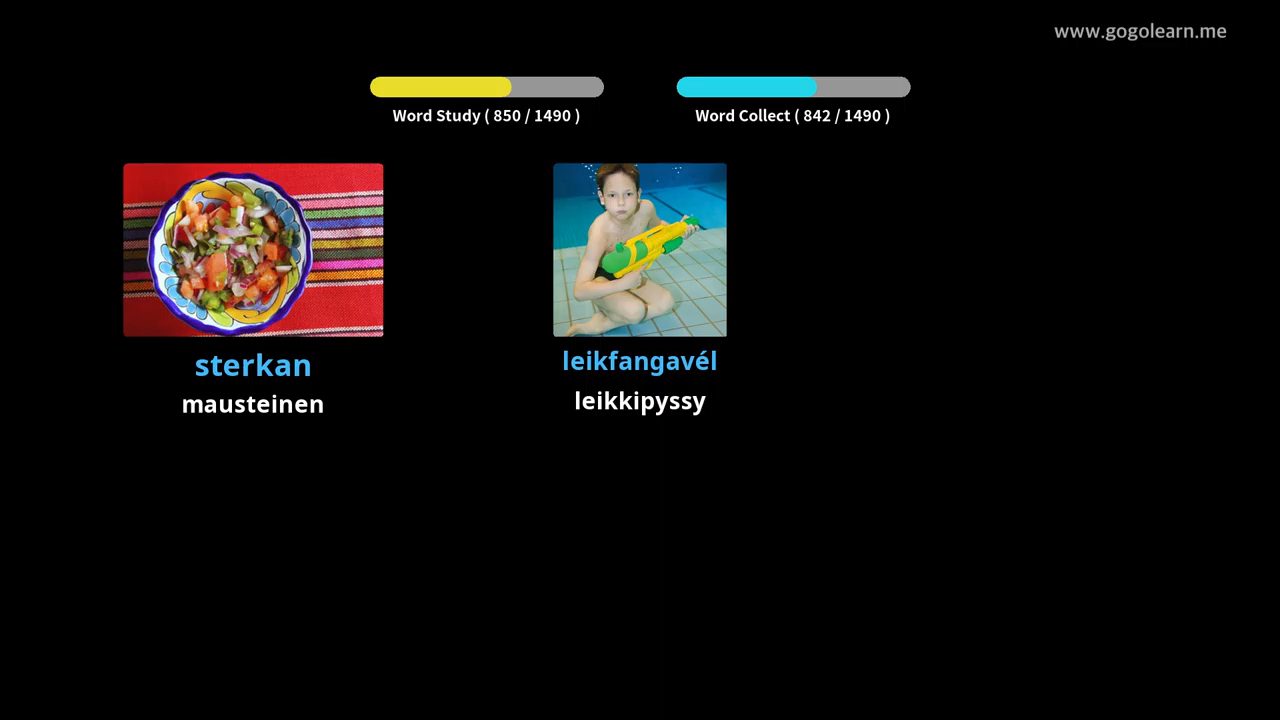 www.gogolearn.me
Word Study ( 850 / 1490 )
Word Collect ( 842 / 1490 )
sterkan
mausteinen
leikfangavél
leikkipyssy